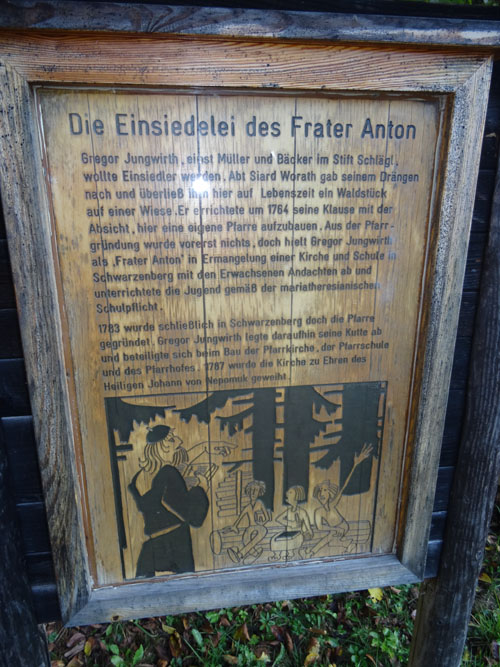 Die Einsiedelei des Frater Anton
Gregor Jungwirth, einst Müller und Bäcker im Stift Schlägl,
wollte Einsiedler werden. Abt Siard Worath gab seinem Drängen
nach und überließ ihm hier auf Lebenszeit ein Waldstück
auf einer Wiese. Er errichtete um 1764 seine Klause mit der
Absicht, hier eine eigene Pfarre aufzubauen. Aus der Pfarr-
gründung wurde vorerst nichts, doch hielt Gregor Jungwirth
als 'Frater Anton' in Ermangelung einer Kirche und Schule in
Schwarzenberg mit den Erwachsenen Andachten ab und
unterrichtete die Jugend gemäß der mariatheresianischen
Schulpflicht.
1783 wurde schließlich in Schwarzenberg doch die Pfarre
gegründet. Gregor Jungwirth legte daraufhin seine Kutte ab
und beteiligte sich beim Bau der Pfarrkirche, der Pfarrschule
und des Pfarrhofes. 1787 wurde die Kirche zu Ehren des
Heiligen Johann von Nepomuk geweiht.